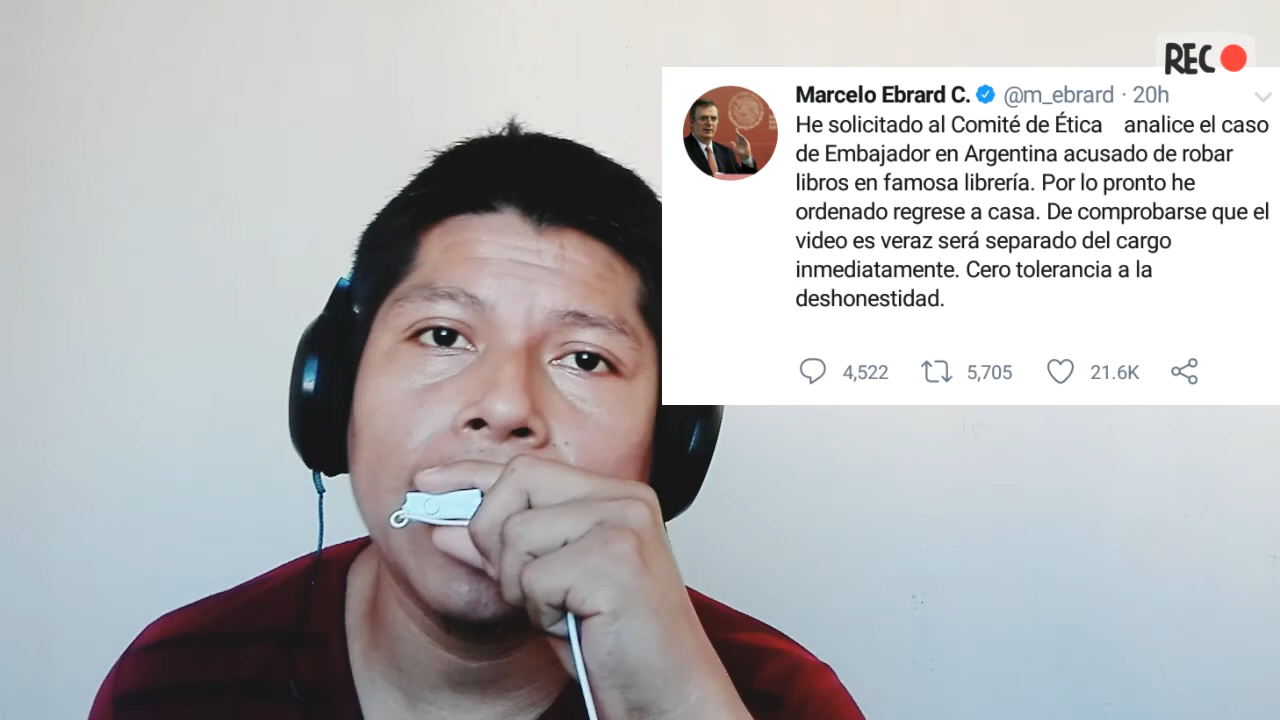 REC
Marcelo Ebrard C. @m_ebrard · 20h
He solicitado al Comité de Ética analice el caso
de Embajador en Argentina acusado de robar
libros en famosa librería. Por lo pronto he
ordenado regrese a casa. De comprobarse que el
video es veraz será separado del cargo
inmediatamente. Cero tolerancia a la
deshonestidad.
4,522 5,705 21.6K